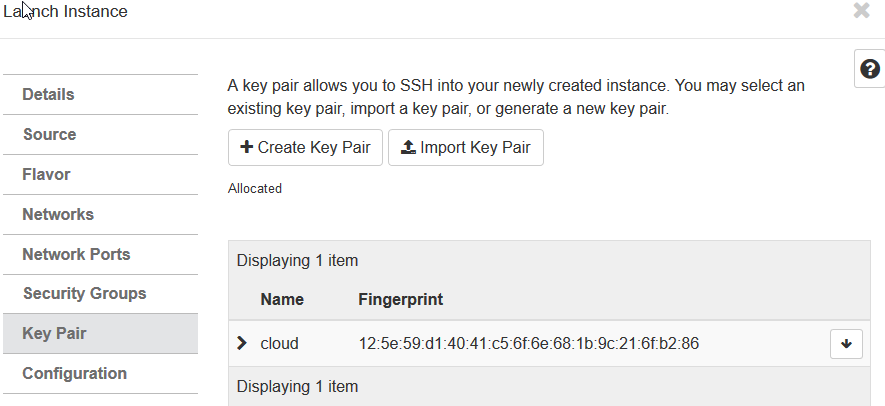 Launch Instance
Details
Source
Flavor
Networks
Network Ports
Security Groups
Key Pair
Configuration
A key pair allows you to SSH into your newly created instance. You may select an
existing key pair, import a key pair, or generate a new key pair.
Create Key Pair Import Key Pair
Allocated
Displaying 1 item
Name Fingerprint
cloud 12:5e:59:d1:40:41:c5:6f:6e:68:1b:9c:21:6f:b2:86
Displaying 1 item